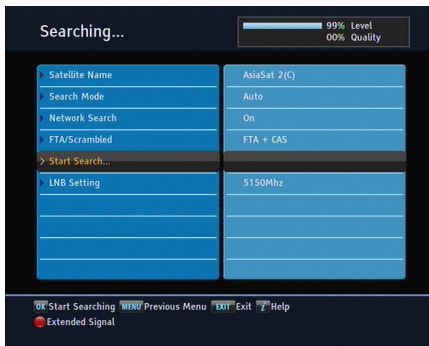 Searching...
99% Level
00% Quality
Satellite Name AsiaSat 2(C)
Search Mode Auto
Network Search On
FTA/Scrambled FTA + CAS
> Start Search...
LNB Setting 5150Mhz
OK Start Searching MENU Previous Menu EXIT Exit i Help
Extended Signal